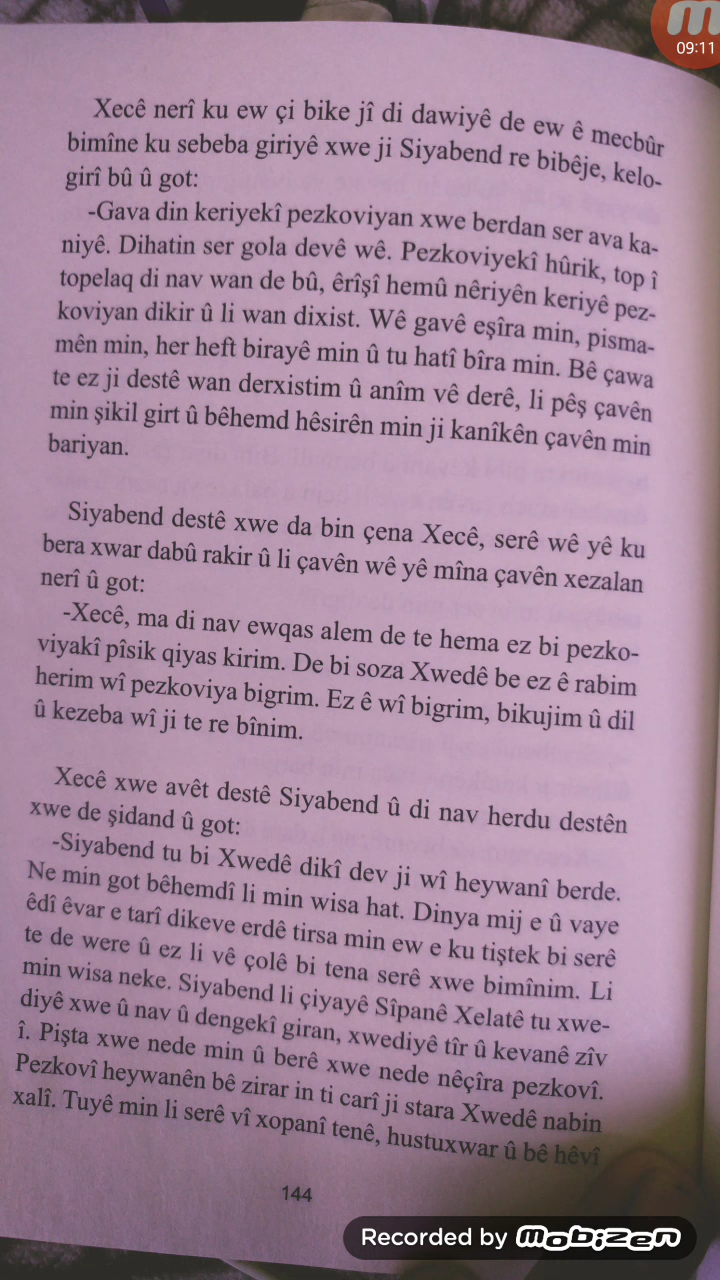 09:11
Xecê nerî ku ew çi bike jî di dawiyê de ew ê mecbûr
bimîne ku sebeba giriyê xwe ji Siyabend re bibêje, kelo-
girî bû û got:
-Gava din keriyekî pezkoviyan xwe berdan ser ava ka-
niyê. Dihatin ser gola devê wê. Pezkoviyekî hûrik, top î
topelaq di nav wan de bû, êrîşî hemû nêriyên keriyê pez-
koviyan dikir û li wan dixist. Wê gavê eşîra min, pisma-
mên min, her heft birayê min û tu hatî bîra min. Bê çawa
te ez ji destê wan derxistim û anîm vê derê, li pêş çavên
min şikil girt û bêhemd hêsirên min ji kanîkên çavên min
bariyan.
Siyabend destê xwe da bin çena Xecê, serê wê yê ku
bera xwar dabû rakir û li çavên wê yê mîna çavên xezalan
nerî û got:
-Xecê, ma di nav ewqas alem de te hema ez bi pezko-
viyakî pîsik qiyas kirim. De bi soza Xwedê be ez ê rabim
herim wî pezkoviya bigrim. Ez ê wî bigrim, bikujim û dil
û kezeba wî ji te re bînim.
Xecê xwe avêt destê Siyabend û di nav herdu destên
xwe de şidand û got:
-Siyabend tu bi Xwedê dikî dev ji wî heywanî berde.
Ne min got bêhemdî li min wisa hat. Dinya mij e û vaye
êdî êvar e tarî dikeve erdê tirsa min ew e ku tiştek bi serê
te de were û ez li vê çolê bi tena serê xwe bimînim. Li
min wisa neke. Siyabend li çiyayê Sîpanê Xelatê tu xwe-
diyê xwe û nav û dengekî giran, xwediyê tîr û kevanê zîv
î. Pişta xwe nede min û berê xwe nede nêçîra pezkovî.
Pezkovî heywanên bê zirar in ti carî ji stara Xwedê nabin
xalî. Tuyê min li serê vî xopanî tenê, hustuxwar û bê hêvî
144
Recorded by mobizen